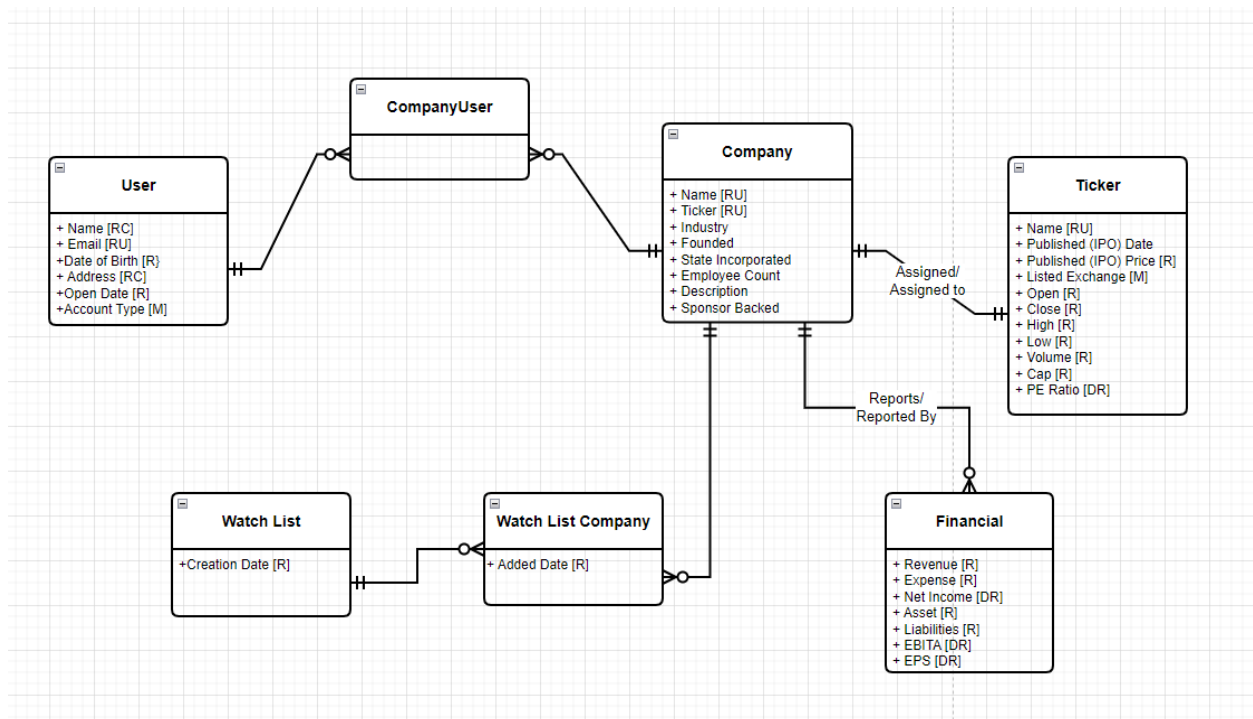 CompanyUser
User
+ Name [RC]
+ Email [RU]
+Date of Birth [R}
+ Address [RC]
+Open Date [R]
+Account Type [M]
Company
+ Name [RU]
+ Ticker [RU]
+ Industry
+ Founded
+ State Incorporated
+ Employee Count
+ Description
+ Sponsor Backed
Assigned/
Assigned to
Ticker
+ Name [RU]
+ Published (IPO) Date
+ Published (IPO) Price [R]
+ Listed Exchange [M]
+ Open [R]
+ Close [R]
+ High [R]
+ Low [R]
+ Volume [R]
+ Cap [R]
+ PE Ratio [DR]
Reports/
Reported By
Watch List
+Creation Date [R]
Watch List Company
+ Added Date [R]
Financial
+ Revenue [R]
+ Expense [R]
+ Net Income [DR]
+ Asset [R]
+ Liabilities [R]
+ EBITA [DR]
+ EPS [DR]